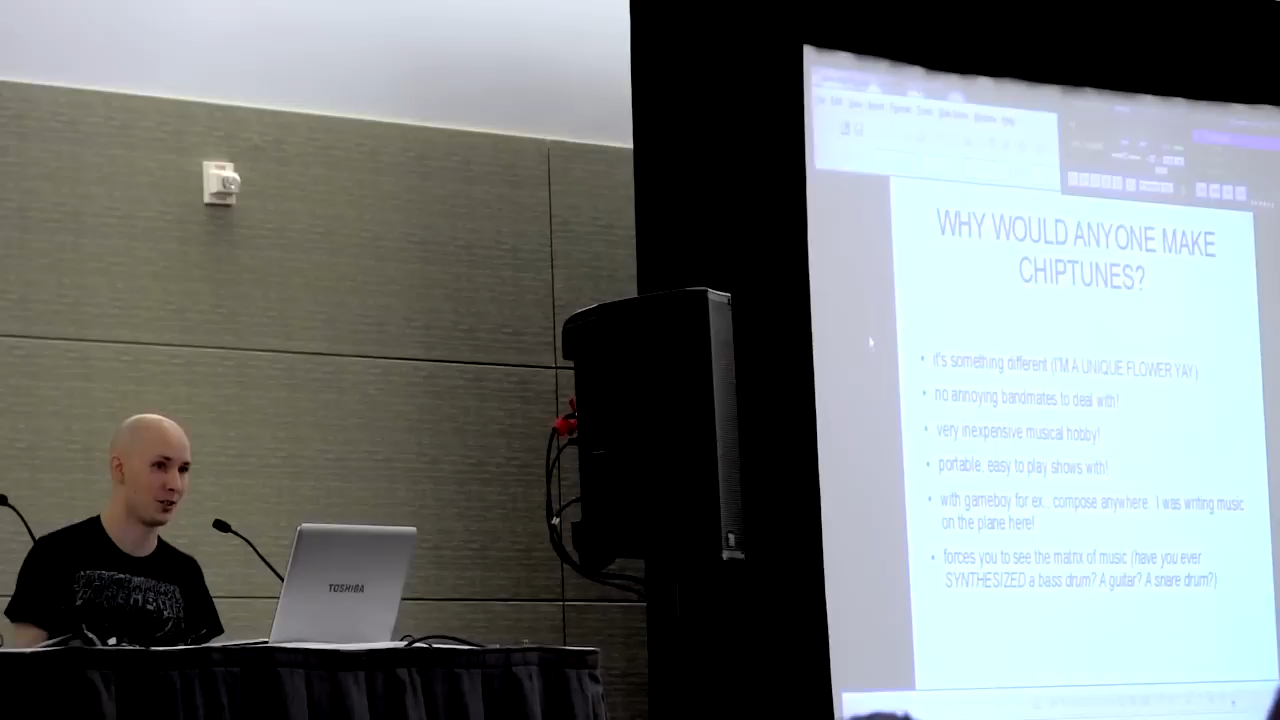 TOSHIBA
WHY WOULD ANYONE MAKE
CHIPTUNES?
• it's something different (I'M A UNIQUE FLOWER YAY)
• no annoying bandmates to deal with!
• very inexpensive musical hobby!
• portable, easy to play shows with!
• with gameboy for ex.. compose anywhere. I was writing music
on the plane here!
• forces you to see the matrix of music (have you ever
SYNTHESIZED a bass drum? A guitar? A snare drum?)